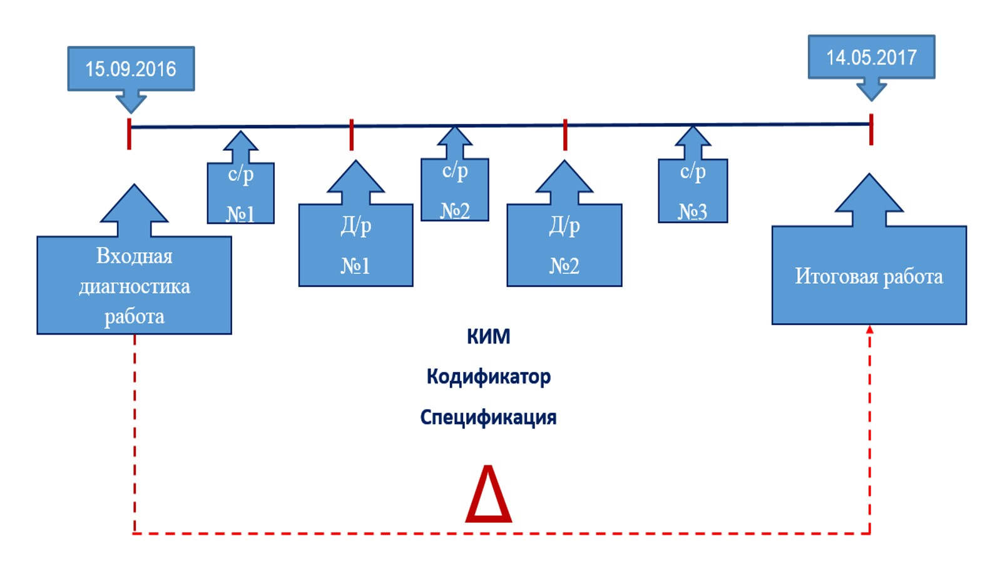 15.09.2016
14.05.2017
с/р
№1
с/р
№2
с/р
№3
Д/р
№1
Д/р
№2
Входная
диагностика
работа
Итоговая работа
КИМ
Кодификатор
Спецификация
Δ